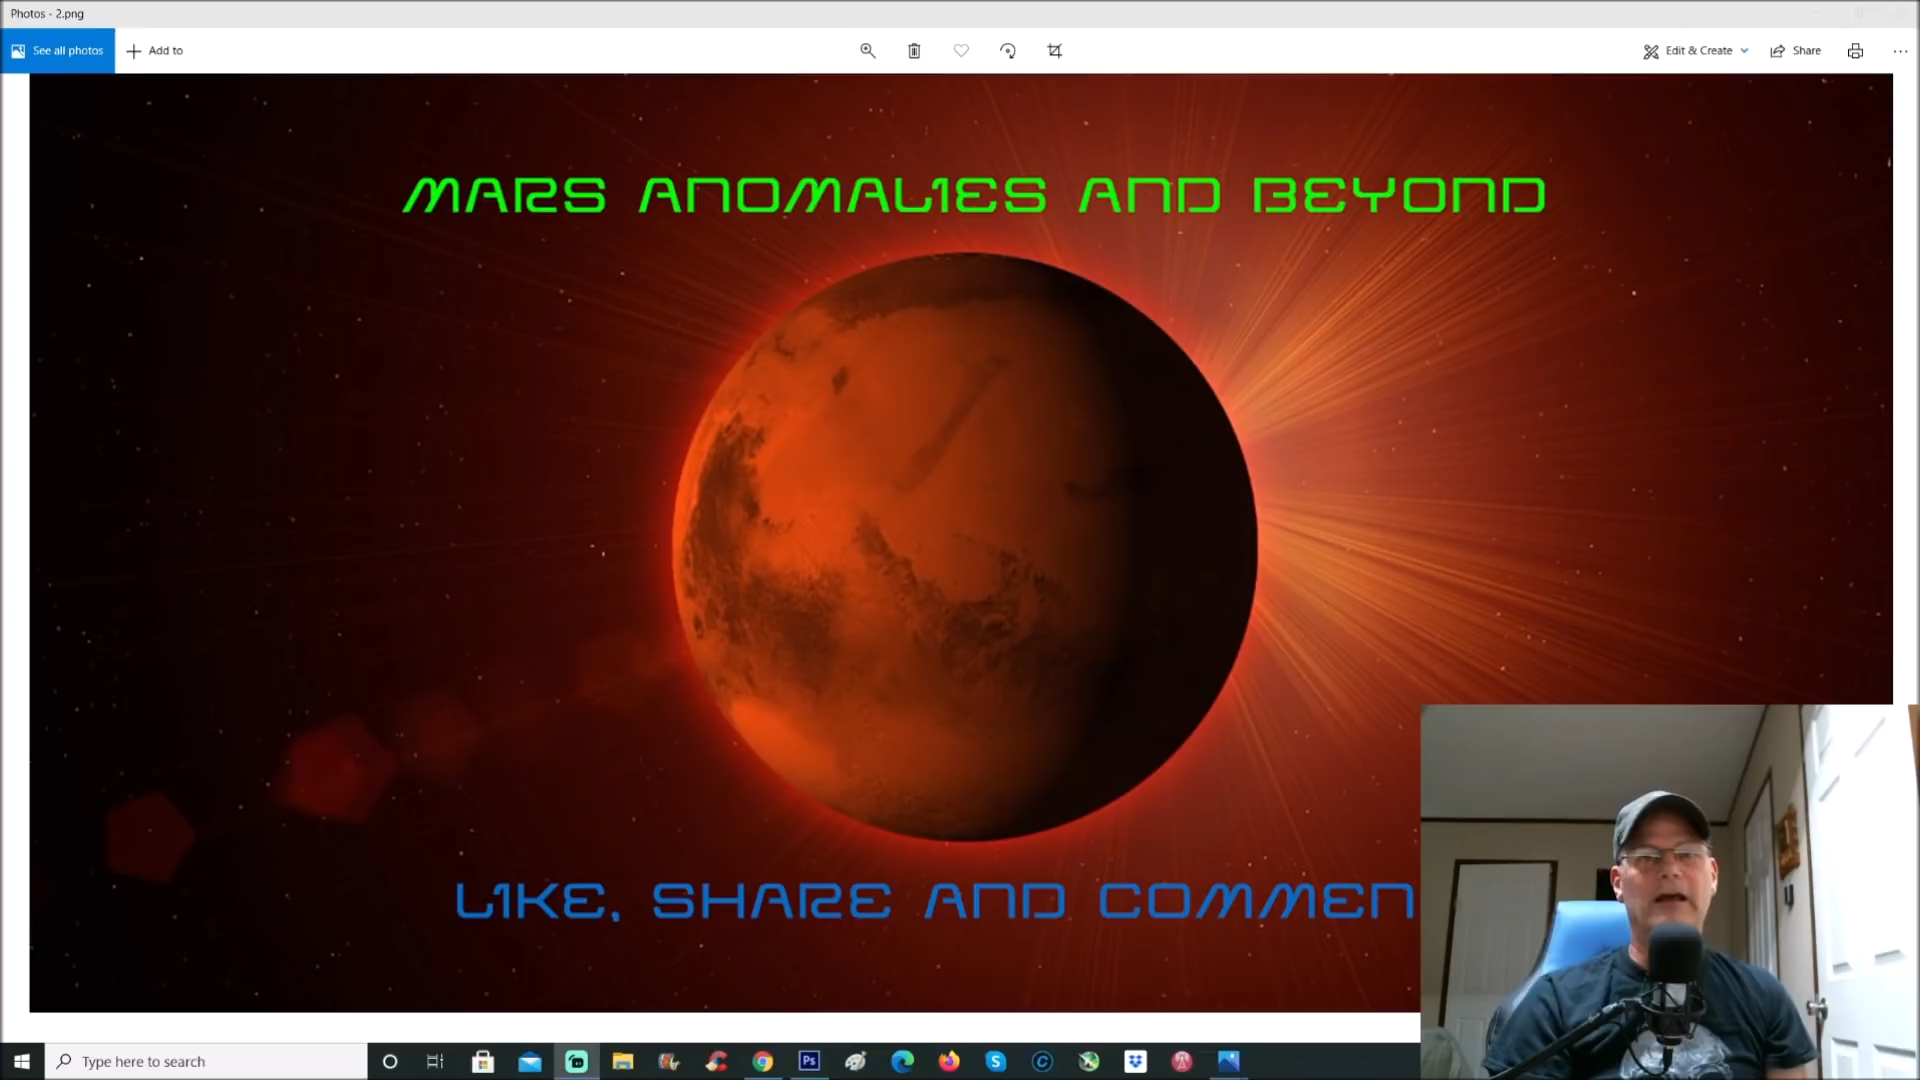 Photos - 2.png
See all photos
Add to
Edit & Create
Share
MARS ANOMALIES AND BEYOND
LIKE, SHARE AND COMMEN
Type here to search
Ps